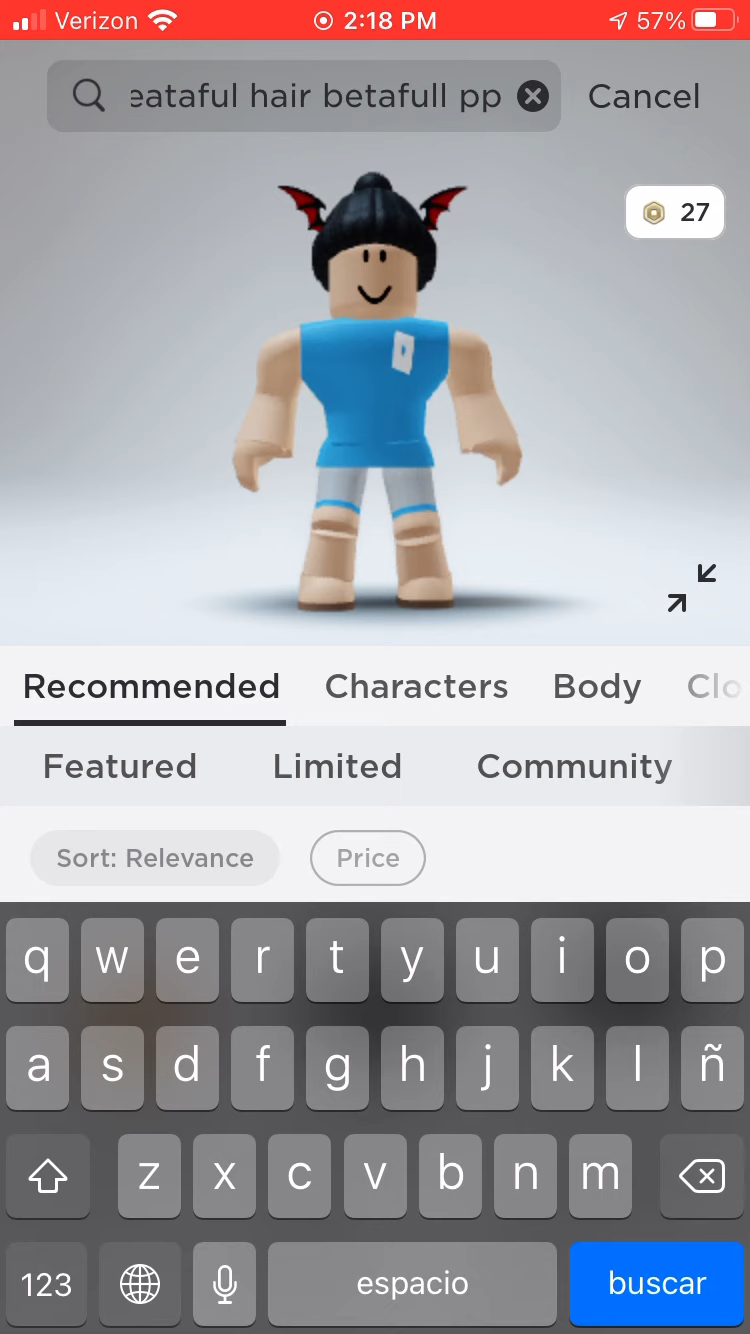 Verizon 2:18 PM 57%
eataful hair betafull pp Cancel
27
Recommended Characters Body Clo
Featured Limited Community
Sort: Relevance Price
q w e r t y u i o p
a s d f g h j k l ñ
z x c v b n m
123 espacio buscar